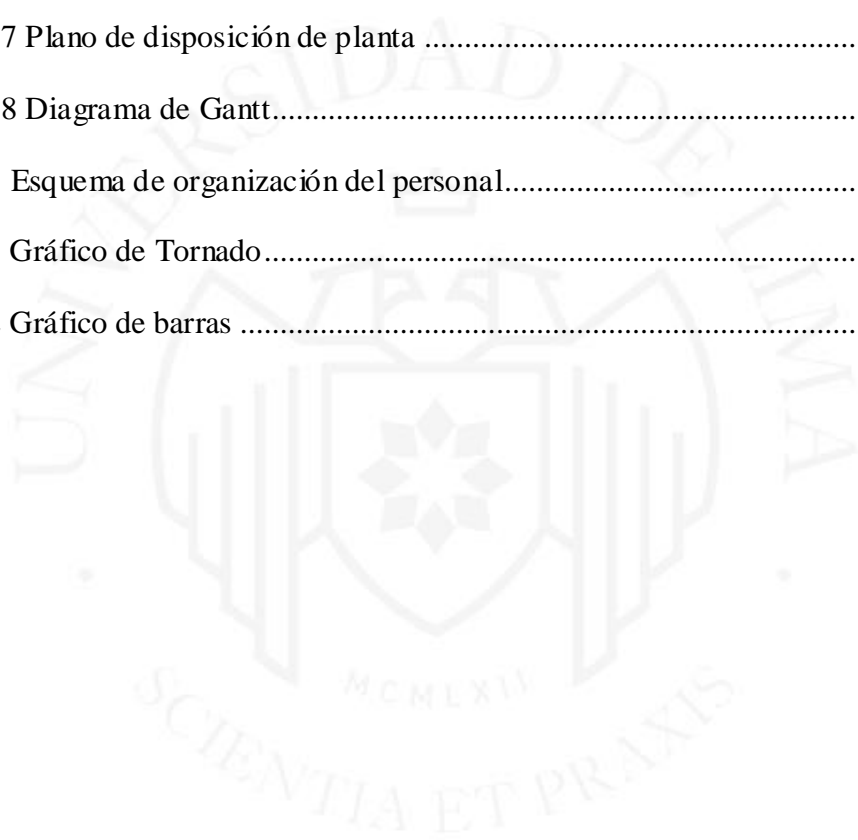 7 Plano de disposición de planta ......................................................
8 Diagrama de Gantt.........................................................................
Esquema de organización del personal............................................
Gráfico de Tornado..........................................................................
Gráfico de barras .............................................................................
UNIVERSIDAD DE LIMA
MCMLXII
SCIENTIA ET PRAXIS